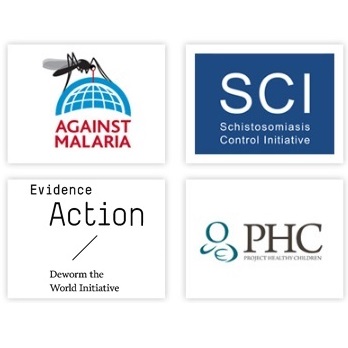 AGAINST
MALARIA
SCI
Schistosomiasis
Control Initiative
Evidence
Action
Deworm the
World Initiative
PHC
PROJECT HEALTHY CHILDREN